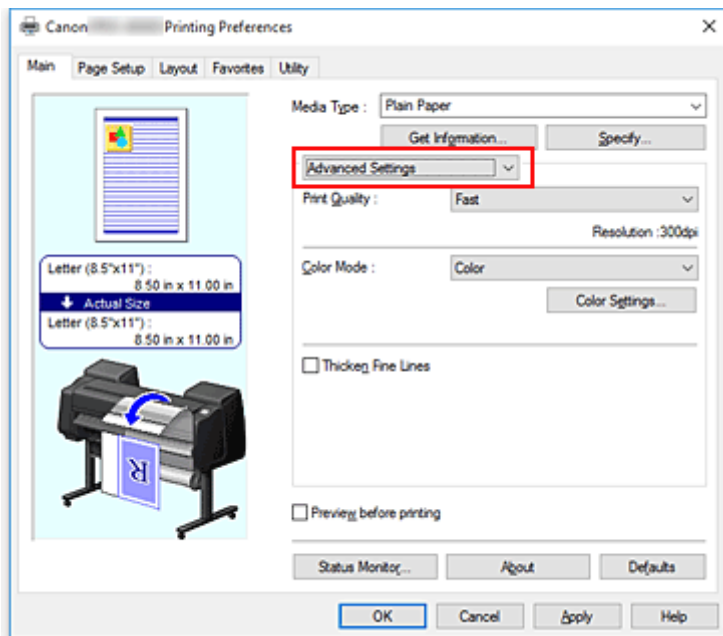 Canon Printing Preferences
Main Page Setup Layout Favorites Utility
Media Type : Plain Paper
Get Information... Specify...
Advanced Settings
Print Quality : Fast
Resolution :300dpi
Letter (8.5"x11") :
8.50 in x 11.00 in
Actual Size
Letter (8.5"x11") :
8.50 in x 11.00 in
Color Mode : Color
Color Settings...
Thicken Fine Lines
R
Preview before printing
Status Monitor... About Defaults
OK Cancel Apply Help